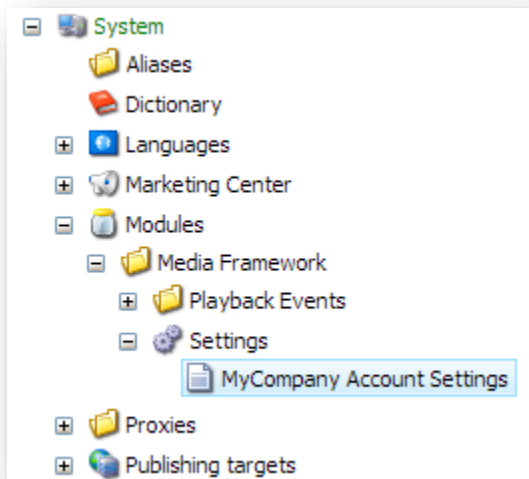 System
Aliases
Dictionary
Languages
Marketing Center
Modules
Media Framework
Playback Events
Settings
MyCompany Account Settings
Proxies
Publishing targets